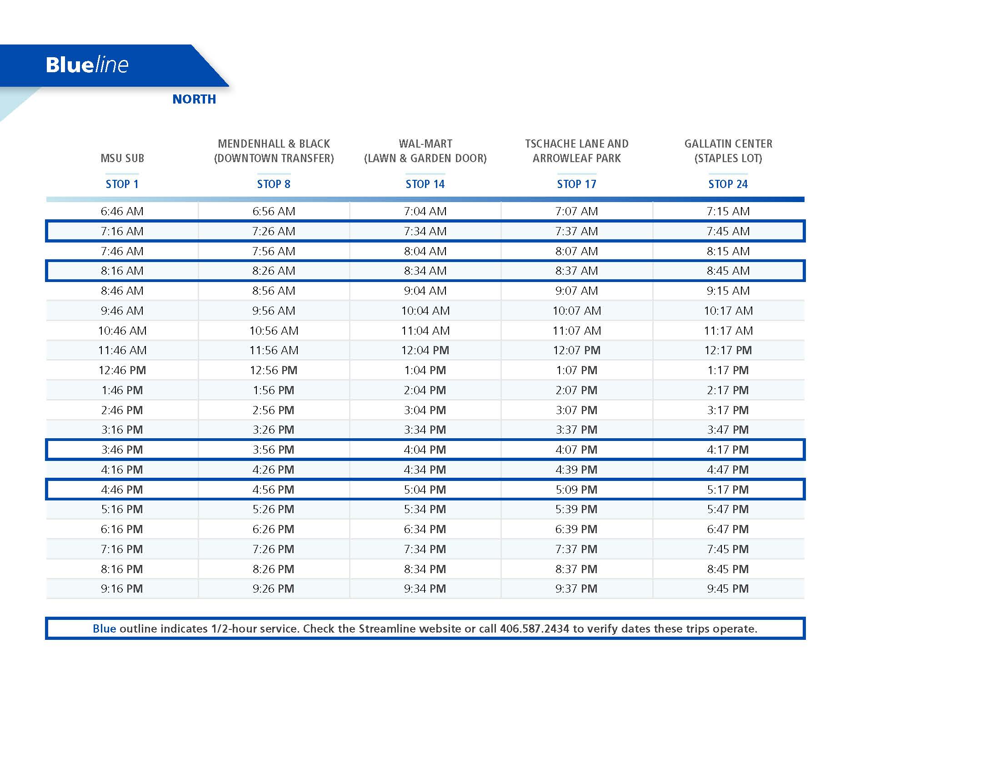 Blueline
NORTH
MSU SUB
MENDENHALL & BLACK
(DOWNTOWN TRANSFER)
WAL-MART
(LAWN & GARDEN DOOR)
TSCHACHE LANE AND
ARROWLEAF PARK
GALLATIN CENTER
(STAPLES LOT)
STOP 1 STOP 8 STOP 14 STOP 17 STOP 24
6:46 AM 6:56 AM 7:04 AM 7:07 AM 7:15 AM
7:16 AM 7:26 AM 7:34 AM 7:37 AM 7:45 AM
7:46 AM 7:56 AM 8:04 AM 8:07 AM 8:15 AM
8:16 AM 8:26 AM 8:34 AM 8:37 AM 8:45 AM
8:46 AM 8:56 AM 9:04 AM 9:07 AM 9:15 AM
9:46 AM 9:56 AM 10:04 AM 10:07 AM 10:17 AM
10:46 AM 10:56 AM 11:04 AM 11:07 AM 11:17 AM
11:46 AM 11:56 AM 12:04 PM 12:07 PM 12:17 PM
12:46 PM 12:56 PM 1:04 PM 1:07 PM 1:17 PM
1:46 PM 1:56 PM 2:04 PM 2:07 PM 2:17 PM
2:46 PM 2:56 PM 3:04 PM 3:07 PM 3:17 PM
3:16 PM 3:26 PM 3:34 PM 3:37 PM 3:47 PM
3:46 PM 3:56 PM 4:04 PM 4:07 PM 4:17 PM
4:16 PM 4:26 PM 4:34 PM 4:39 PM 4:47 PM
4:46 PM 4:56 PM 5:04 PM 5:09 PM 5:17 PM
5:16 PM 5:26 PM 5:34 PM 5:39 PM 5:47 PM
6:16 PM 6:26 PM 6:34 PM 6:39 PM 6:47 PM
7:16 PM 7:26 PM 7:34 PM 7:37 PM 7:45 PM
8:16 PM 8:26 PM 8:34 PM 8:37 PM 8:45 PM
9:16 PM 9:26 PM 9:34 PM 9:37 PM 9:45 PM
Blue outline indicates 1/2-hour service. Check the Streamline website or call 406.587.2434 to verify dates these trips operate.